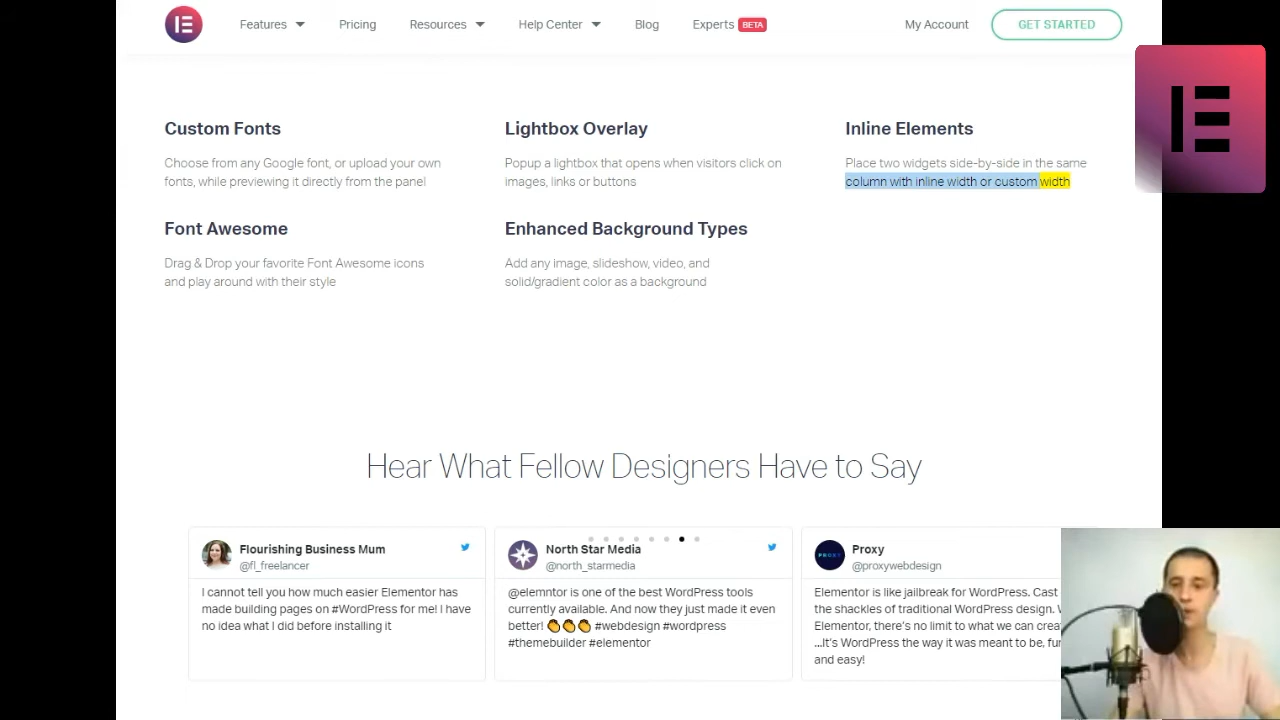 Features Pricing Resources Help Center Blog Experts BETA My Account GET STARTED
Custom Fonts
Choose from any Google font, or upload your own
fonts, while previewing it directly from the panel
Lightbox Overlay
Popup a lightbox that opens when visitors click on
images, links or buttons
Inline Elements
Place two widgets side-by-side in the same
column with inline width or custom width
Font Awesome
Drag & Drop your favorite Font Awesome icons
and play around with their style
Enhanced Background Types
Add any image, slideshow, video, and
solid/gradient color as a background
Hear What Fellow Designers Have to Say
Flourishing Business Mum
@fl_freelancer
I cannot tell you how much easier Elementor has
made building pages on #WordPress for me! I have
no idea what I did before installing it
North Star Media
@north_starmedia
@elemntor is one of the best WordPress tools
currently available. And now they just made it even
better! 👏👏👏 #webdesign #wordpress
#themebuilder #elementor
Proxy
@proxywebdesign
PROXY
Elementor is like jailbreak for WordPress. Cast
the shackles of traditional WordPress design.
Elementor, there's no limit to what we can
...It's WordPress the way it was meant to be,
and easy!